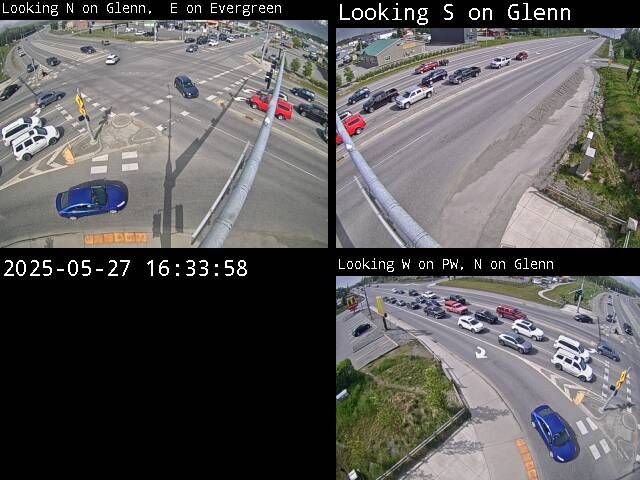 Looking N on Glenn,  E on Evergreen
Looking S on Glenn
2025-05-27 16:33:58
Looking W on PW, N on Glenn